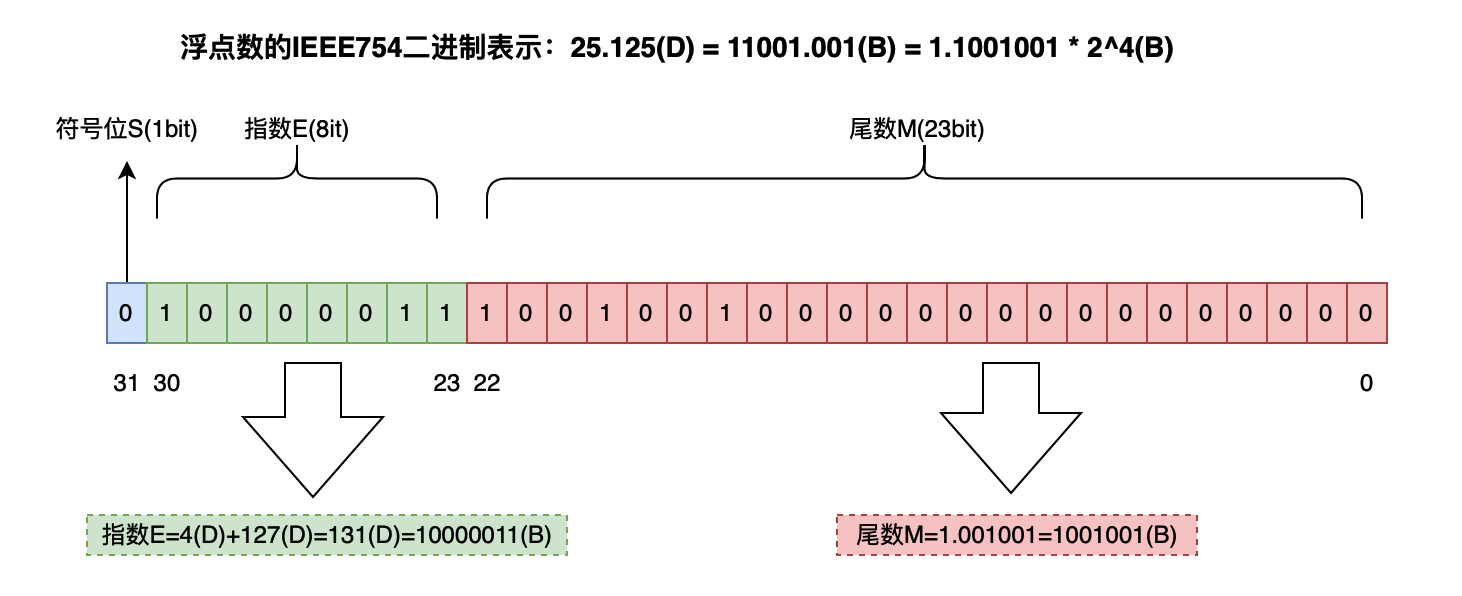 浮点数的IEEE754二进制表示：25.125(D) = 11001.001(B) = 1.1001001 * 2^4(B)
符号位S(1bit) 指数E(8it) 尾数M(23bit)
0 1 0 0 0 0 0 1 1 1 0 0 1 0 0 1 0 0 0 0 0 0 0 0 0 0 0 0 0 0 0 0
31 30 23 22 0
指数E=4(D)+127(D)=131(D)=10000011(B) 尾数M=1.001001=1001001(B)